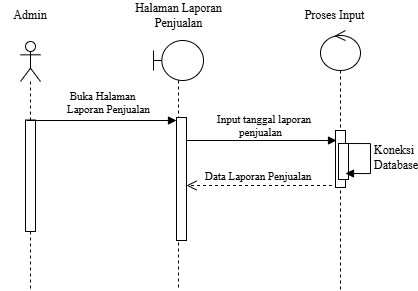 Admin
Halaman Laporan
Penjualan
Proses Input
Buka Halaman
Laporan Penjualan
Input tanggal laporan
penjualan
Koneksi
Database
Data Laporan Penjualan